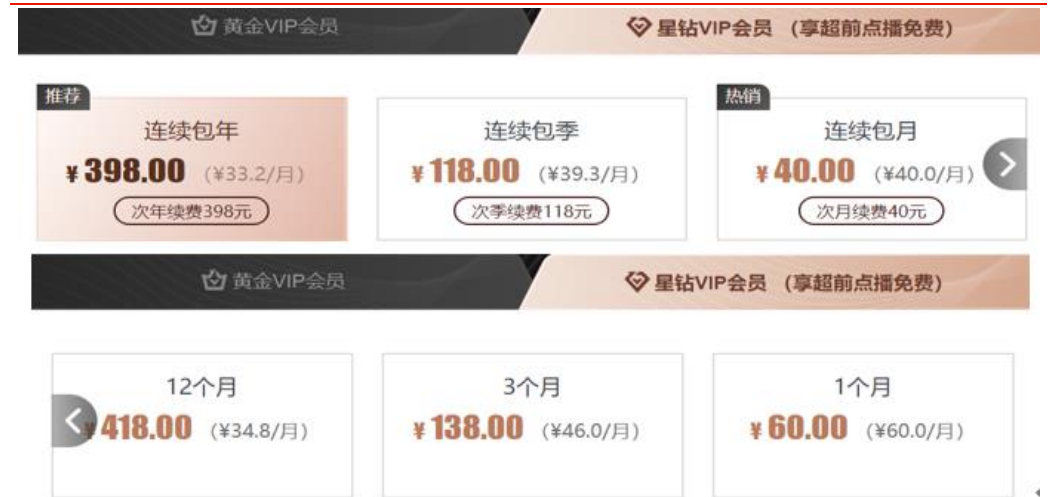 黄金VIP会员
星钻VIP会员 (享超前点播免费)
推荐
连续包年
¥398.00 (¥33.2/月)
次年续费398元
连续包季
¥118.00 (¥39.3/月)
次季续费118元
热销
连续包月
¥40.00 (¥40.0/月)
次月续费40元
黄金VIP会员
星钻VIP会员 (享超前点播免费)
12个月
¥418.00 (¥34.8/月)
3个月
¥138.00 (¥46.0/月)
1个月
¥60.00 (¥60.0/月)